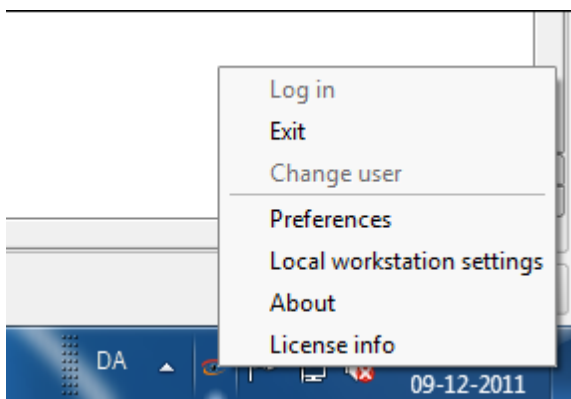 Log in
Exit
Change user
Preferences
Local workstation settings
About
License info
DA
09-12-2011